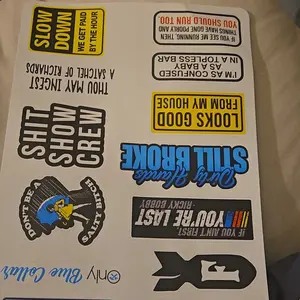 SLOW
DOWN
WE GET PAID
BY THE HOUR
IF YOU SEE ME RUNNING, THEN
THINGS HAVE GONE POORLY AND
YOU SHOULD RUN TOO
I'M AS CONFUSED
AS A BABY
IN A TOPLESS BAR
THOU MAY INGEST
A SATCHEL OF RICHARDS
LOOKS GOOD
FROM MY HOUSE
SHIT
SHOW
CREW
Dirty Hands
STILL BROKE
DON'T BE A
SALTY BITCH
IF YOU AIN'T FIRST,
YOU'RE LAST
-RICKY BOBBY
Only Blue Collar
F